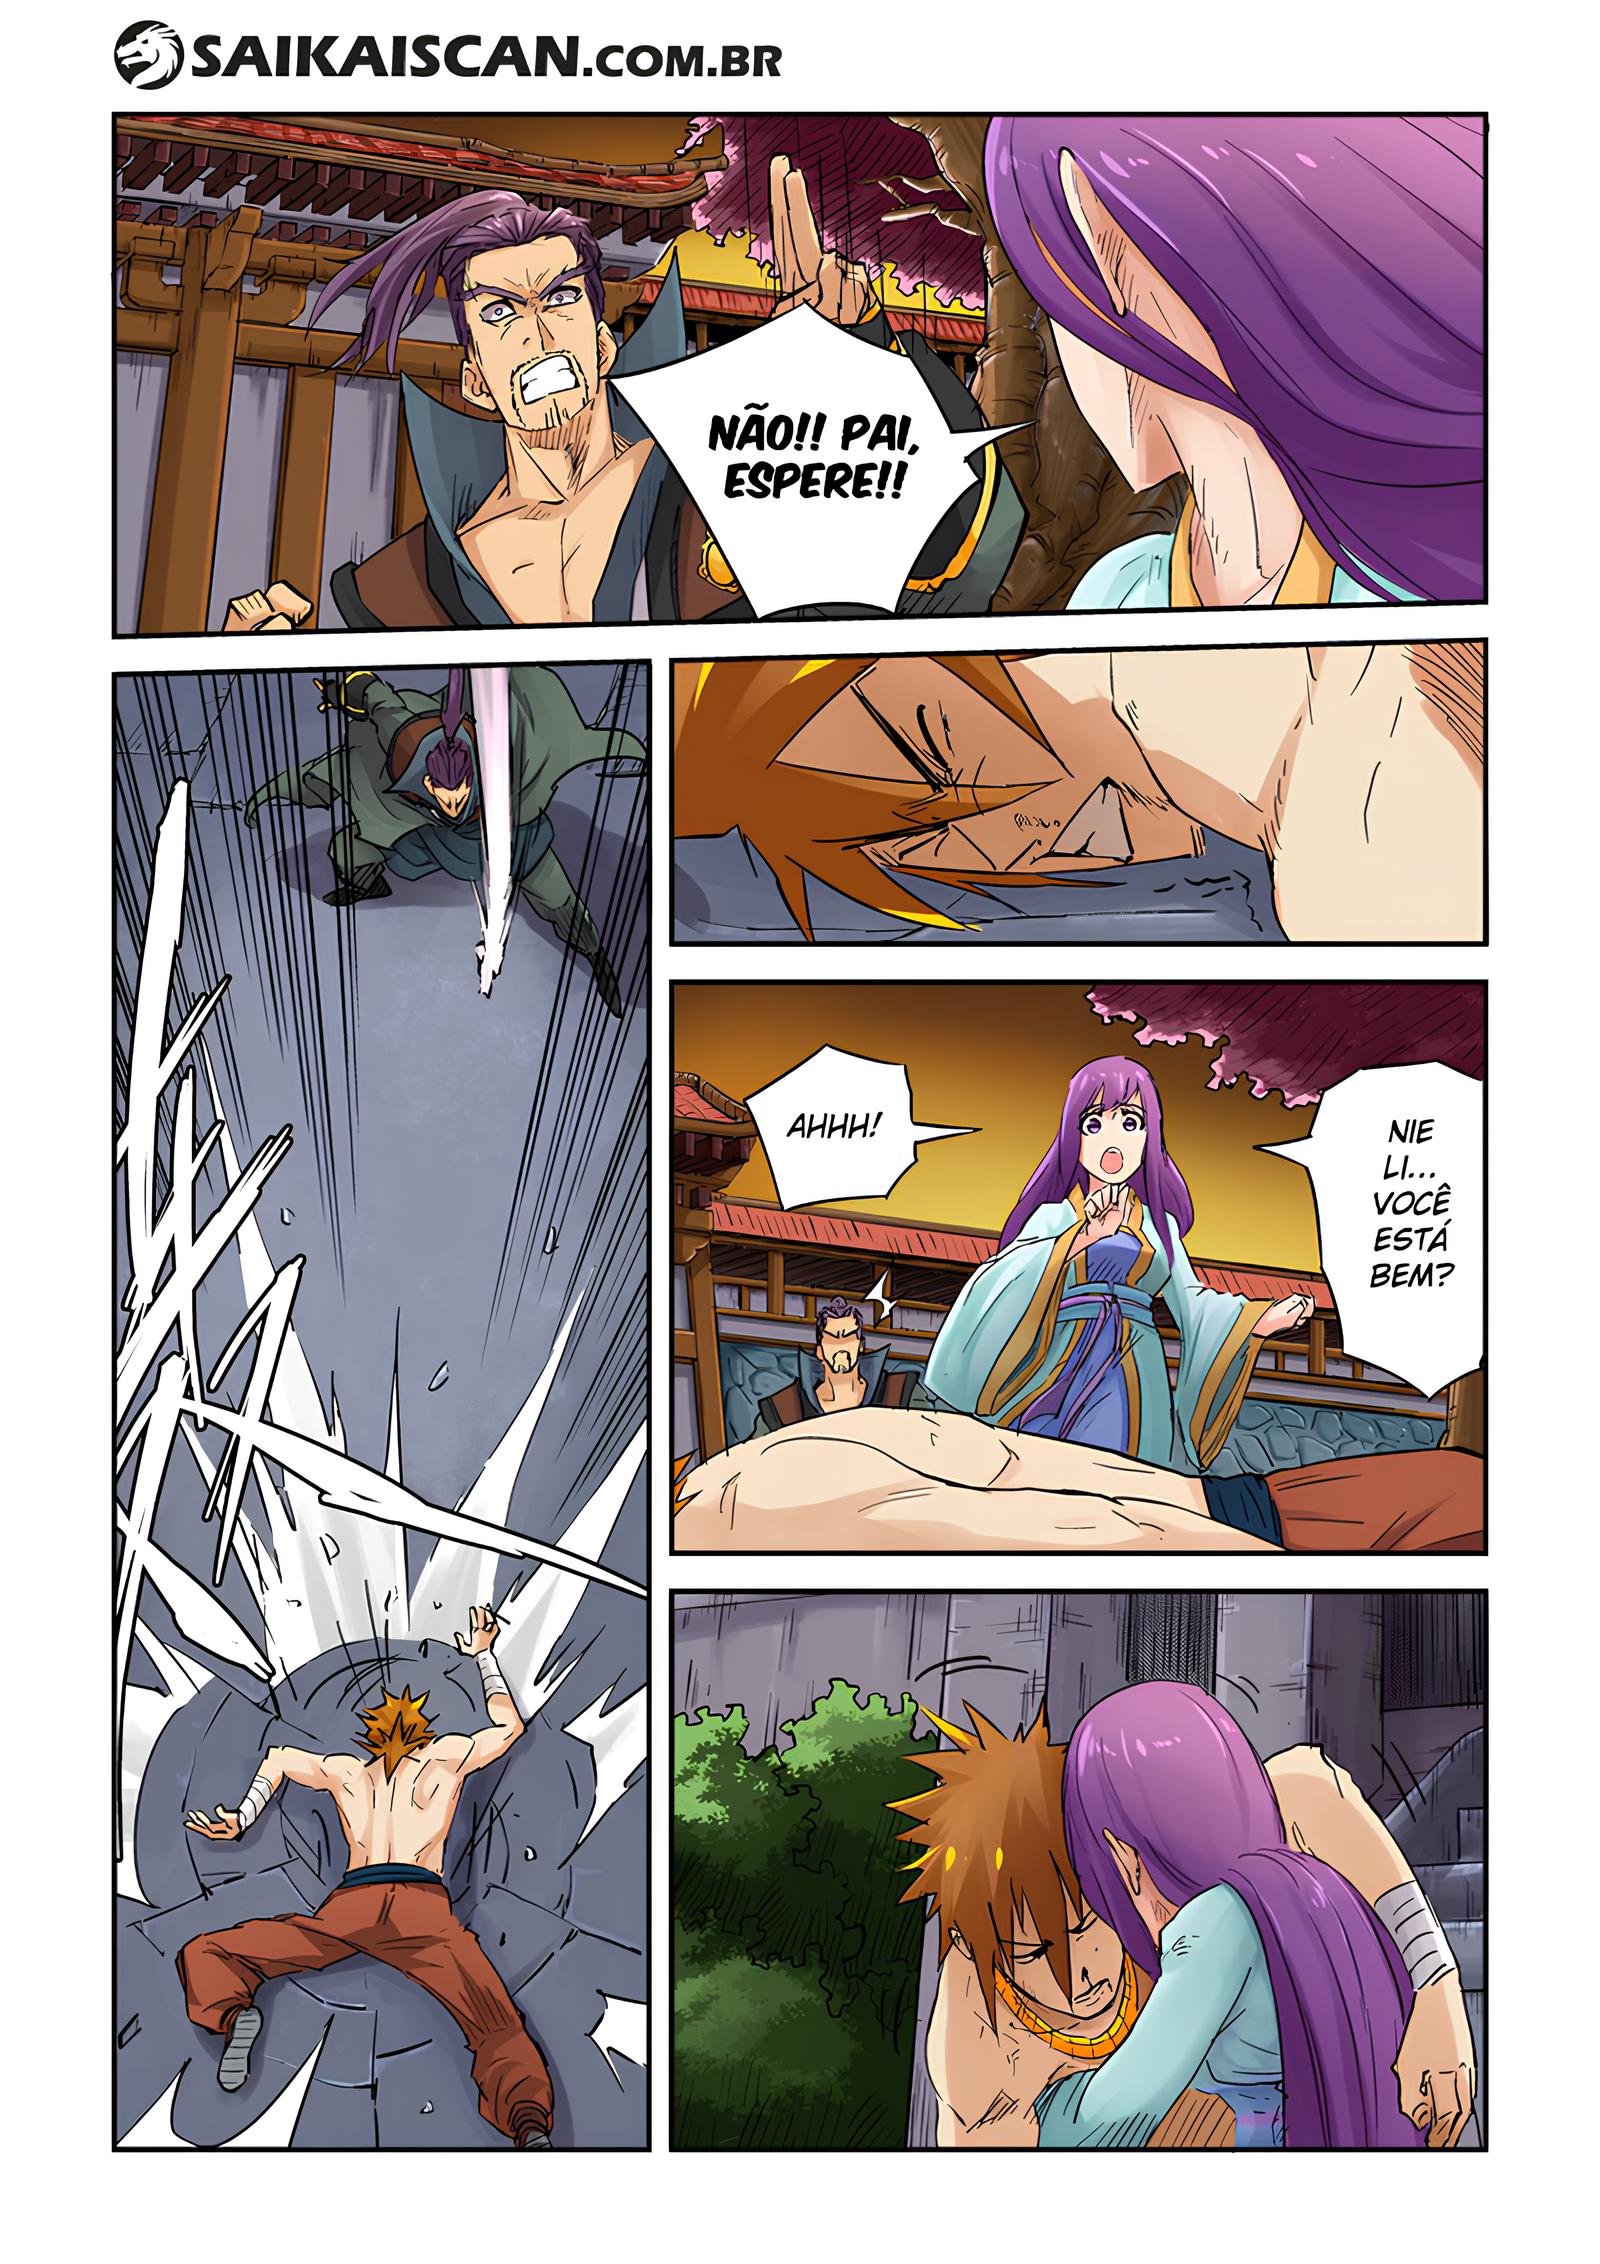 SAIKAISCAN.COM.BR
NÃO!! PAI,
ESPERE!!
AHHH!
NIE
LI...
VOCÊ
ESTÁ
BEM?